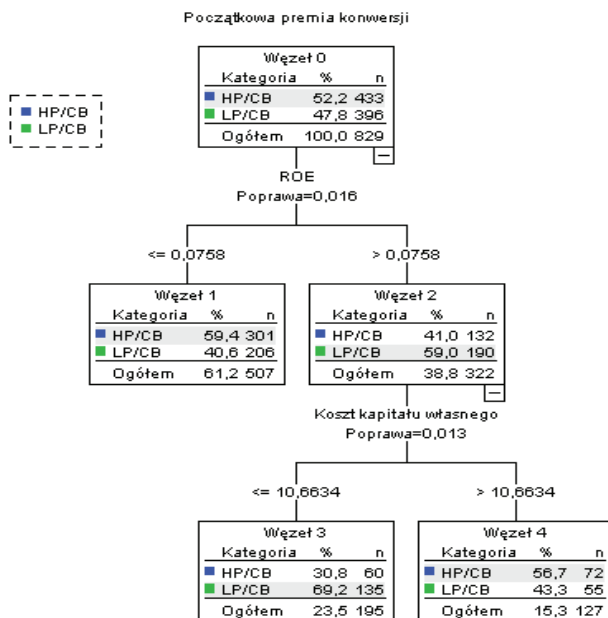 Początkowa premia konwersji
HP/CB
LP/CB
Węzeł 0
Kategoria % n
HP/CB 52,2 433
LP/CB 47,8 396
Ogółem 100,0 829
ROE
Poprawa=0,016
<= 0,0758
> 0,0758
Węzeł 1
Kategoria % n
HP/CB 59,4 301
LP/CB 40,6 206
Ogółem 61,2 507
Węzeł 2
Kategoria % n
HP/CB 41,0 132
LP/CB 59,0 190
Ogółem 38,8 322
Koszt kapitału własnego
Poprawa=0,013
<= 10,6634
> 10,6634
Węzeł 3
Kategoria % n
HP/CB 30,8 60
LP/CB 69,2 135
Ogółem 23,5 195
Węzeł 4
Kategoria % n
HP/CB 56,7 72
LP/CB 43,3 55
Ogółem 15,3 127